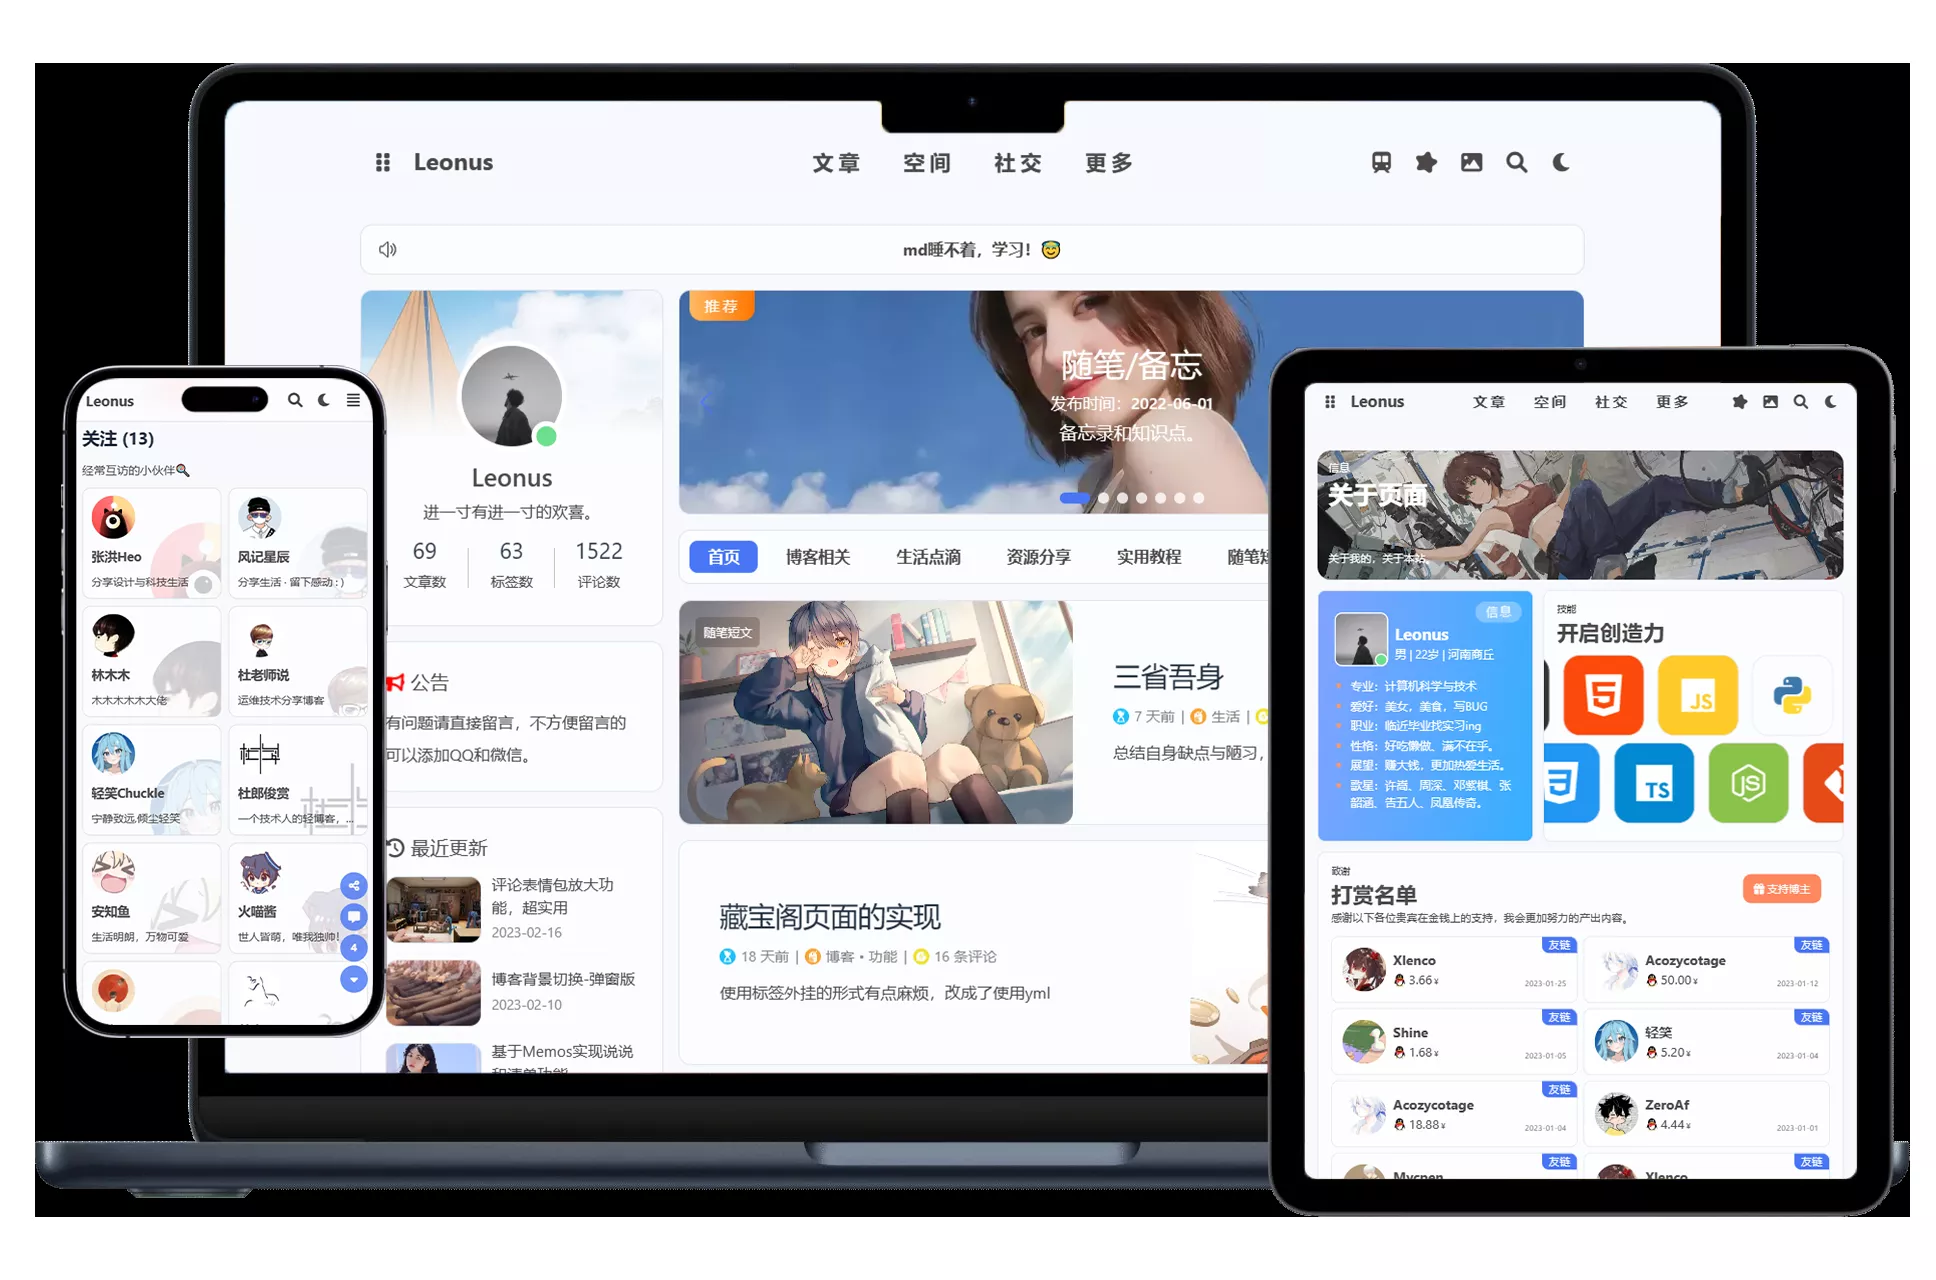 Leonus
文章 空间 社交 更多
md睡不着，学习！
推荐
随笔/备忘
发布时间：2022-06-01
备忘录和知识点。
Leonus
进一寸有进一寸的欢喜。
69 63 1522
文章数 标签数 评论数
首页 博客相关 生活点滴 资源分享 实用教程
公告
有问题请直接留言，不方便留言的
可以添加QQ和微信。
最近更新
评论表情包放大功
能，超实用
2023-02-16
博客背景切换-弹窗版
2023-02-10
基于Memos实现说说
随笔短文
三省吾身
7 天前 | 生活 |
总结自身缺点与陋习，
藏宝阁页面的实现
18 天前 | 博客 • 功能 | 16 条评论
使用标签外挂的形式有点麻烦，改成了使用yml
Leonus
关注 (13)
经常互访的小伙伴
张洪Heo
分享设计与科技生活
风记星辰
分享生活 · 留下感动 : )
林木木
木木木木木大佬
杜老师说
运维技术分享博客
轻笑Chuckle
宁静致远,倾尘轻笑
杜郎俊赏
一个技术人的轻博客，...
安知鱼
生活明朗，万物可爱
火喵酱
世人皆萌，唯我独帅!
4
Leonus
文章 空间 社交 更多
信息
关于页面
关于我的，关于本站
信息
Leonus
男 | 22岁 | 河南商丘
专业：计算机科学与技术
爱好：美女，美食，写BUG
职业：临近毕业找实习ing
性格：好吃懒做、满不在乎。
展望：赚大钱，更加热爱生活。
歌星：许嵩、周深、邓紫棋、张
韶涵、告五人、凤凰传奇。
技能
开启创造力
JS
TS
致谢
打赏名单
支持博主
感谢以下各位贵宾在金钱上的支持，我会更加努力的产出内容。
友链
Xlenco
3.66¥
2023-01-25
友链
Acozycotage
50.00¥
2023-01-12
友链
Shine
1.68¥
2023-01-05
友链
轻笑
5.20¥
2023-01-04
友链
Acozycotage
18.88¥
2023-01-04
ZeroAf
4.44¥
2023-01-01
友链
Mycpen
友链
Xlenco